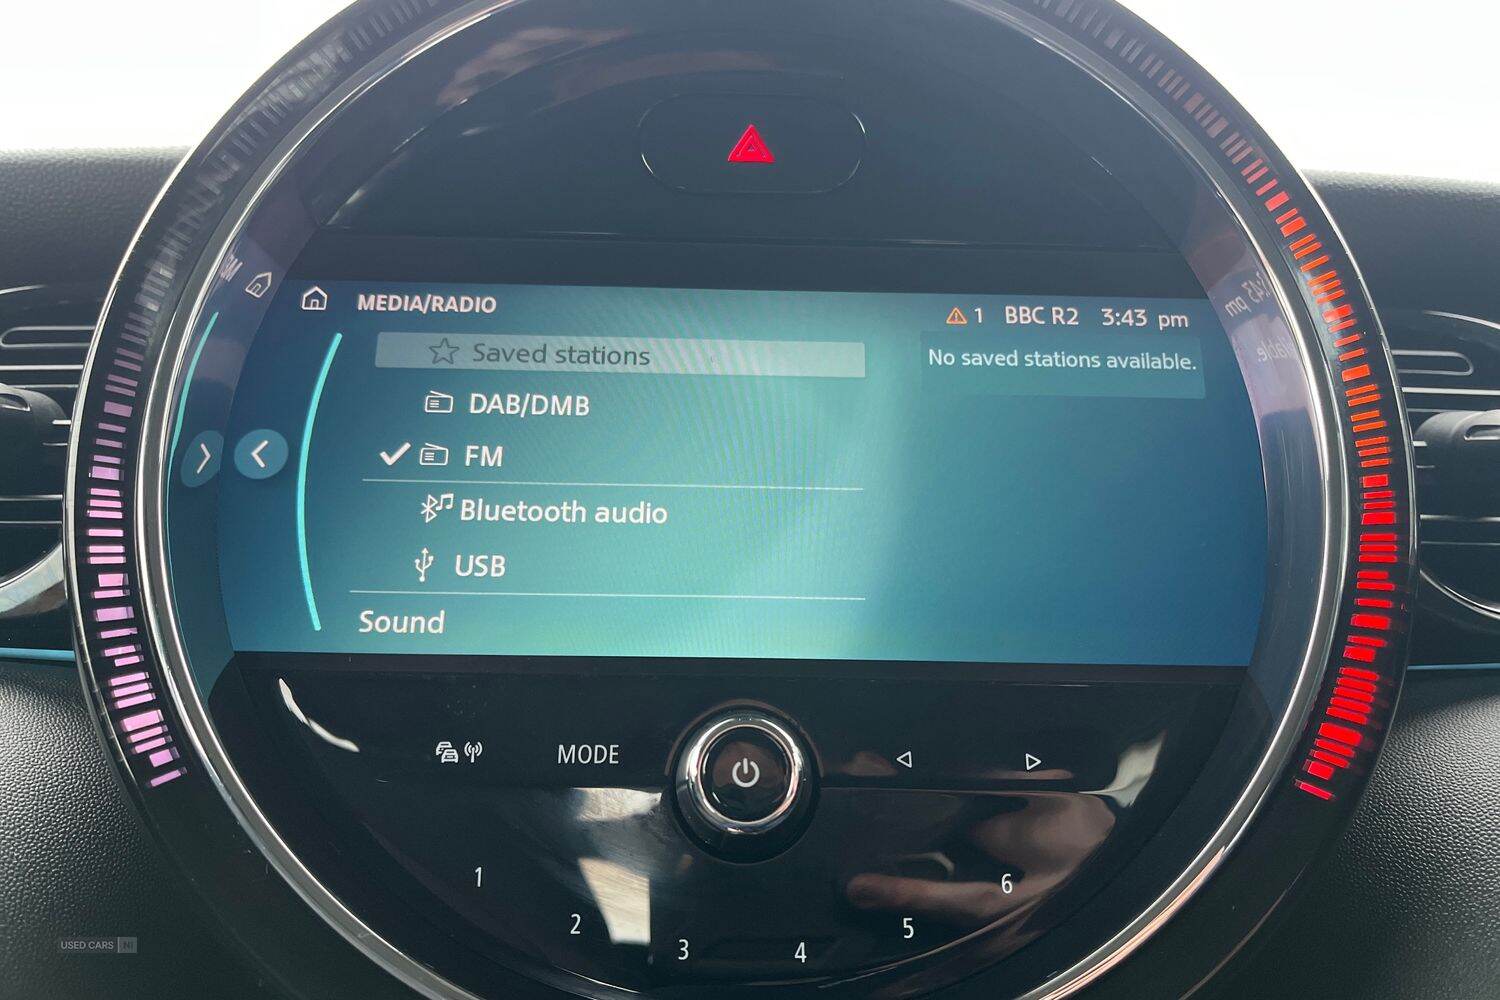 MEDIA/RADIO
1 BBC R2 3:43 pm
Saved stations
No saved stations available.
DAB/DMB
FM
Bluetooth audio
USB
Sound
MODE
1
2
3
4
5
6
USED CARS NI